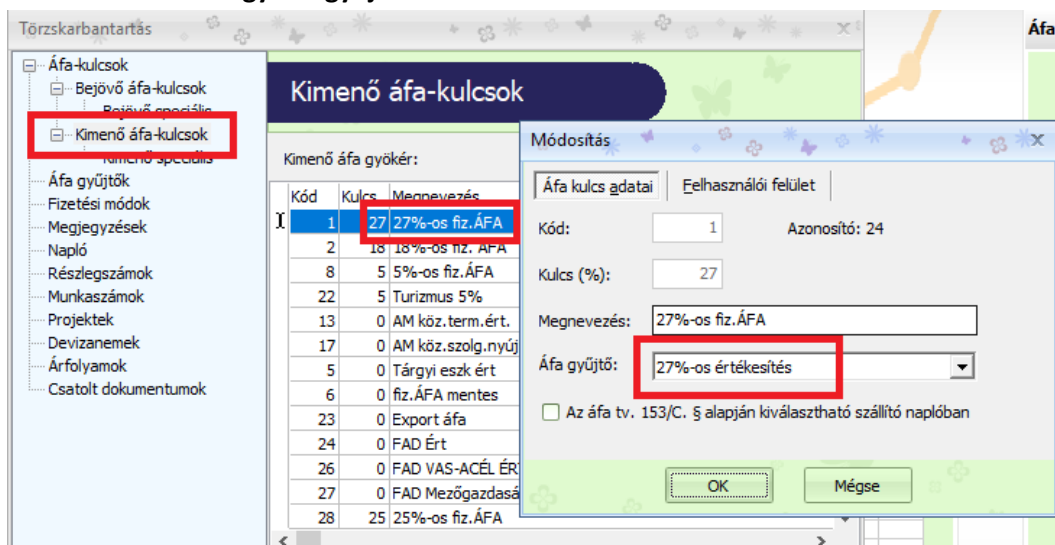 Törzskarbantartás
Áfa
Áfa-kulcsok
Bejövő áfa-kulcsok
Bejövő speciális
Kimenő áfa-kulcsok
Kimenő speciális
Áfa gyűjtők
Fizetési módok
Megjegyzések
Napló
Részlegszámok
Munkaszámok
Projektek
Devizanemek
Árfolyamok
Csatolt dokumentumok
Kimenő áfa-kulcsok
Kimenő áfa gyökér:
Kód Kulcs Megnevezés
1 27 27%-os fiz.ÁFA
2 18 18%-os fiz. ÁFA
8 5 5%-os fiz.ÁFA
22 5 Turizmus 5%
13 0 AM köz.term.ért.
17 0 AM köz.szolg.nyúj
5 0 Tárgyi eszk ért
6 0 fiz.ÁFA mentes
23 0 Export áfa
24 0 FAD Ért
26 0 FAD VAS-ACÉL ÉR
27 0 FAD Mezőgazdasá
28 25 25%-os fiz.ÁFA
Módosítás
Áfa kulcs adatai Felhasználói felület
Kód: 1 Azonosító: 24
Kulcs (%): 27
Megnevezés: 27%-os fiz.ÁFA
Áfa gyűjtő: 27%-os értékesítés
Az áfa tv. 153/C. § alapján kiválasztható szállító naplóban
OK Mégse